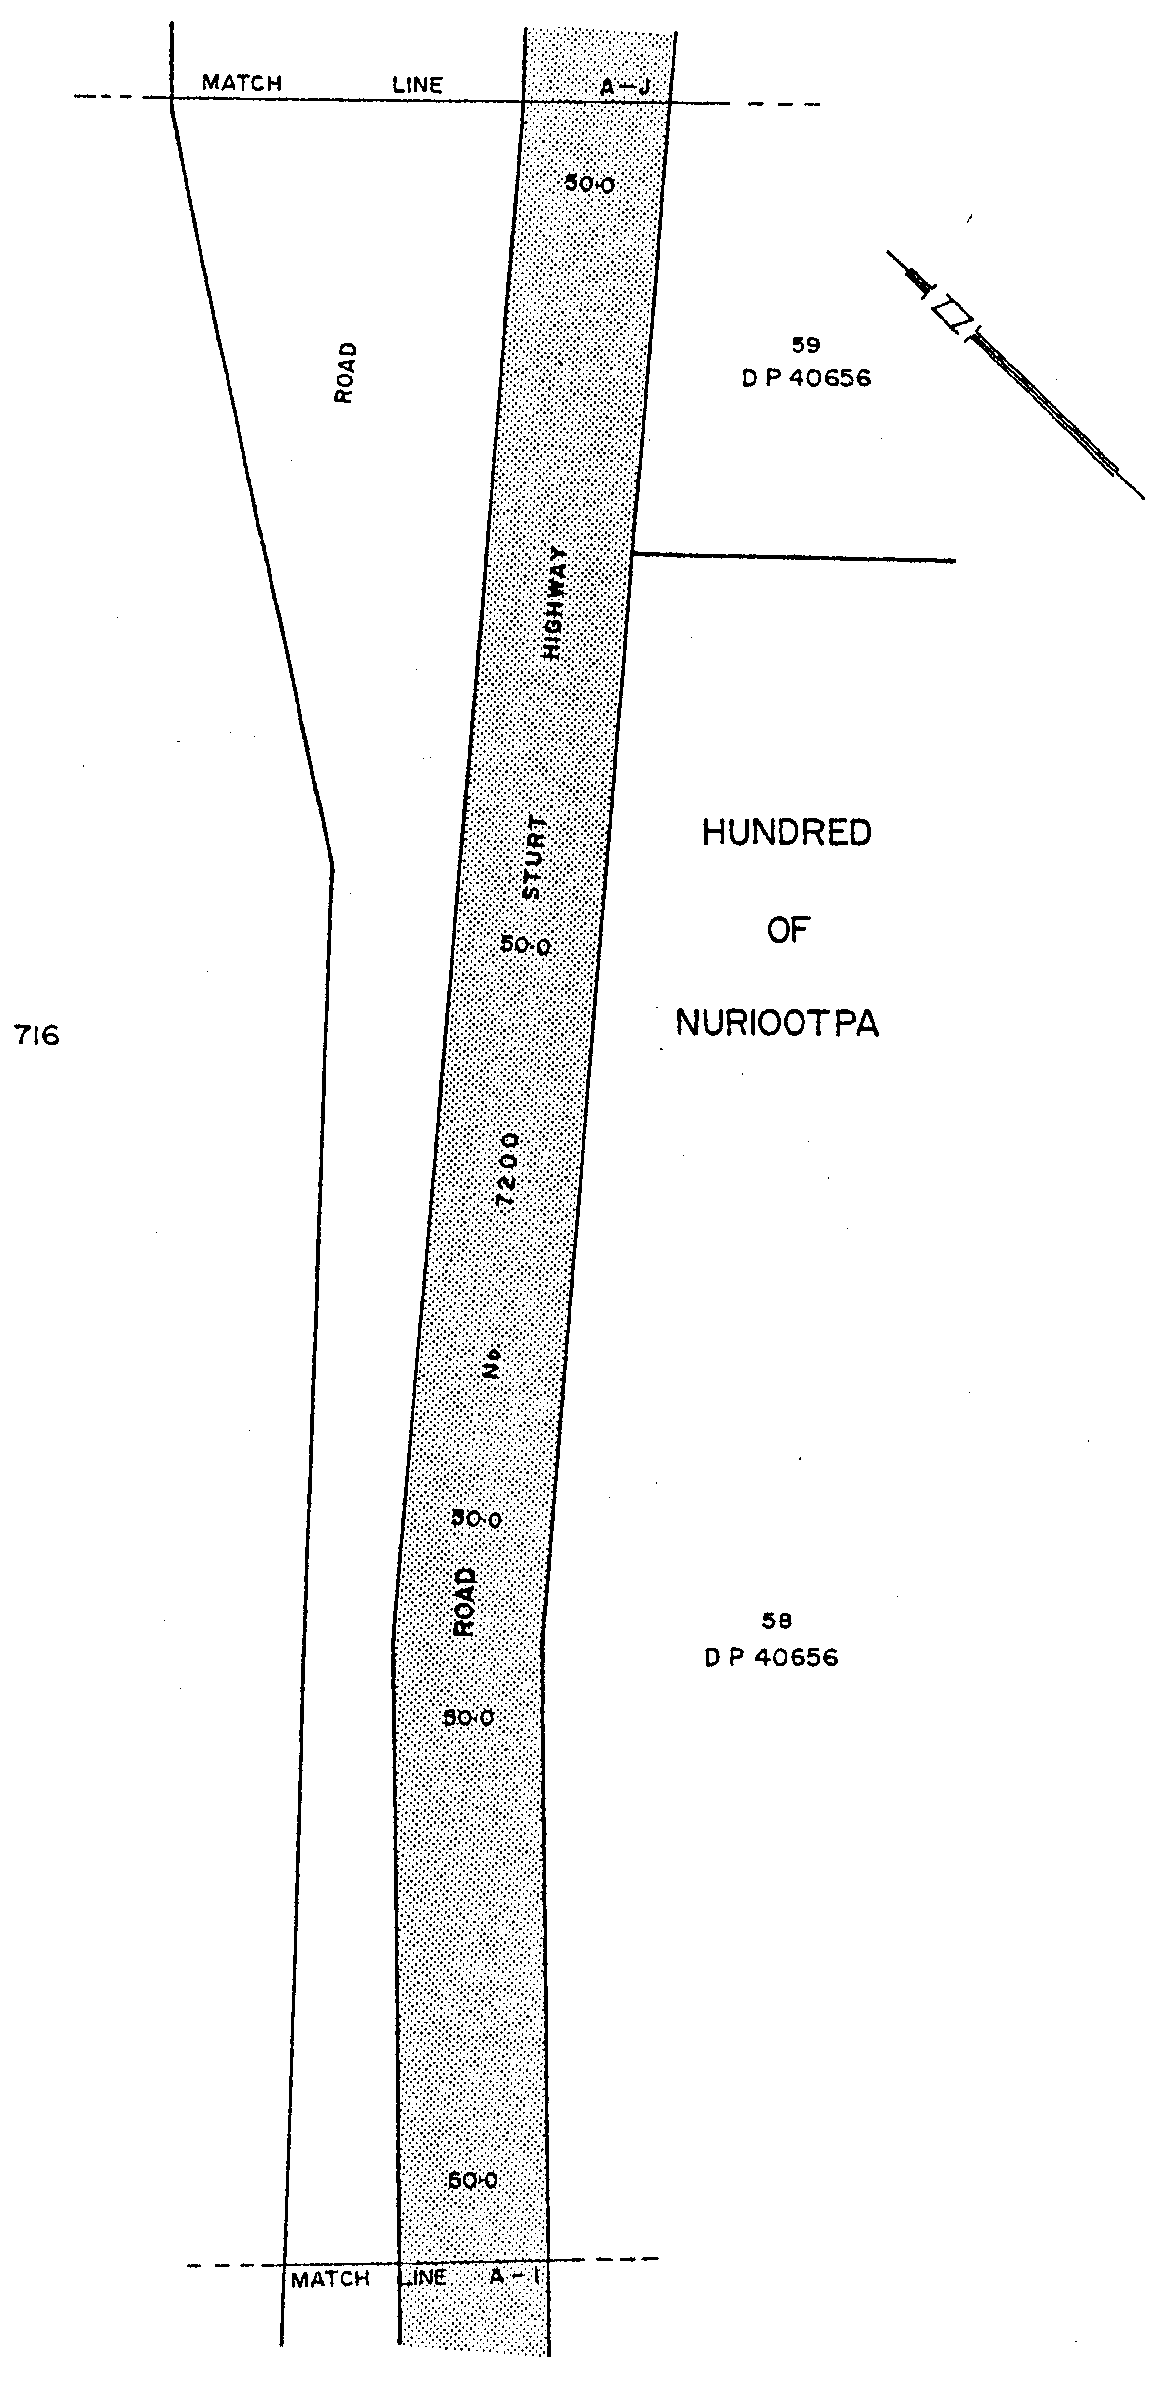 MATCH LINE A-J
50·0
ROAD
59
D P 40656
HIGHWAY
STURT
HUNDRED
OF
NURIOOTPA
50·0
716
7200
No
50·0
ROAD
58
D P 40656
50·0
50·0
MATCH LINE A-I